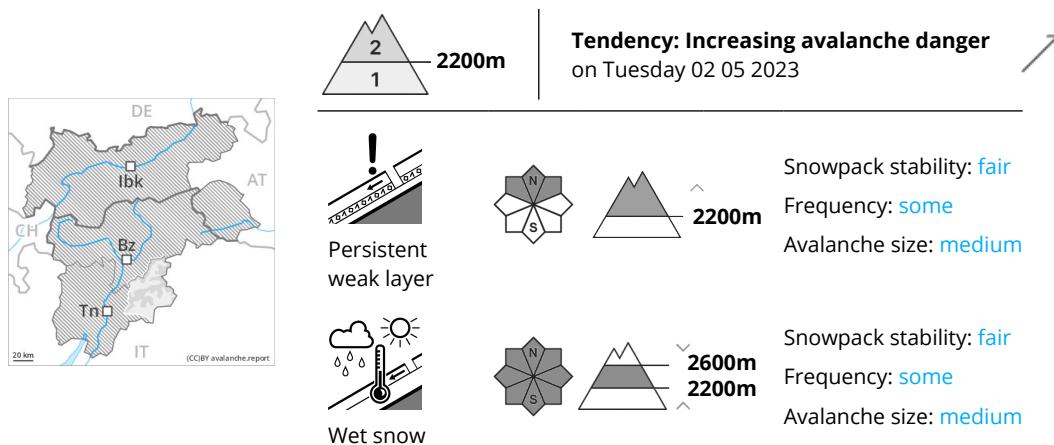 2
1
2200m
Tendency: Increasing avalanche danger
on Tuesday 02 05 2023
DE
Ibk
AT
CH
Bz
Tn
IT
20 km
(CC)BY avalanche.report
Persistent
weak layer
N
S
2200m
Snowpack stability: fair
Frequency: some
Avalanche size: medium
Wet snow
N
S
2600m
2200m
Snowpack stability: fair
Frequency: some
Avalanche size: medium